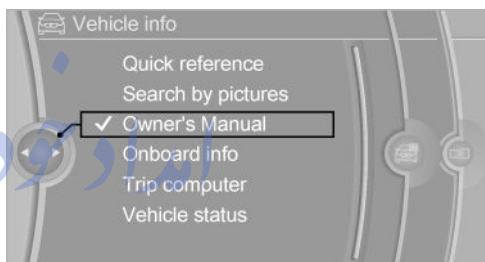 Vehicle info
Quick reference
Search by pictures
Owner's Manual
Onboard info
Trip computer
Vehicle status